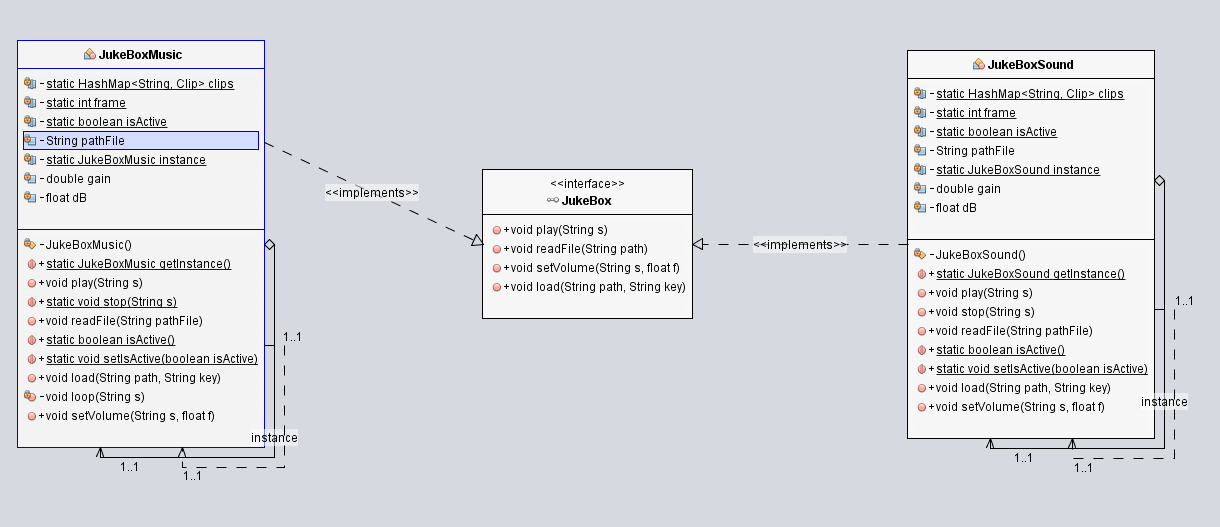 JukeBoxMusic
- static HashMap<String, Clip> clips
- static int frame
- static boolean isActive
- String pathFile
- static JukeBoxMusic instance
- double gain
- float dB
- JukeBoxMusic()
+ static JukeBoxMusic getInstance()
+ void play(String s)
+ static void stop(String s)
+ void readFile(String pathFile)
+ static boolean isActive()
+ static void setIsActive(boolean isActive)
+ void load(String path, String key)
- void loop(String s)
+ void setVolume(String s, float f)
1..1
instance
1..1
1..1
<<implements>>
<<interface>>
JukeBox
+ void play(String s)
+ void readFile(String path)
+ void setVolume(String s, float f)
+ void load(String path, String key)
<<implements>>
JukeBoxSound
- static HashMap<String, Clip> clips
- static int frame
- static boolean isActive
- String pathFile
- static JukeBoxSound instance
- double gain
- float dB
- JukeBoxSound()
+ static JukeBoxSound getInstance()
+ void play(String s)
+ void stop(String s)
+ void readFile(String pathFile)
+ static boolean isActive()
+ static void setIsActive(boolean isActive)
+ void load(String path, String key)
+ void setVolume(String s, float f)
1..1
instance
1..1
1..1